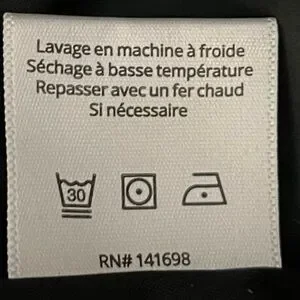 Lavage en machine à froide
Séchage à basse température
Repasser avec un fer chaud
Si nécessaire
30
RN# 141698